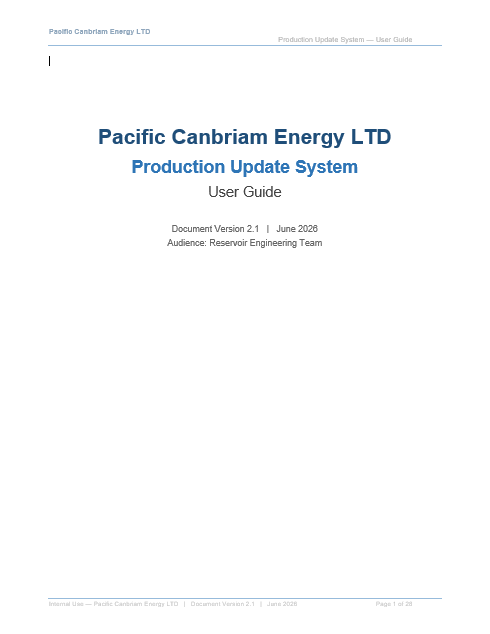 Pacific Canbriam Energy LTD
Production Update System — User Guide
Pacific Canbriam Energy LTD
Production Update System
User Guide
Document Version 2.1 | June 2026
Audience: Reservoir Engineering Team
Internal Use — Pacific Canbriam Energy LTD | Document Version 2.1 | June 2026
Page 1 of 28